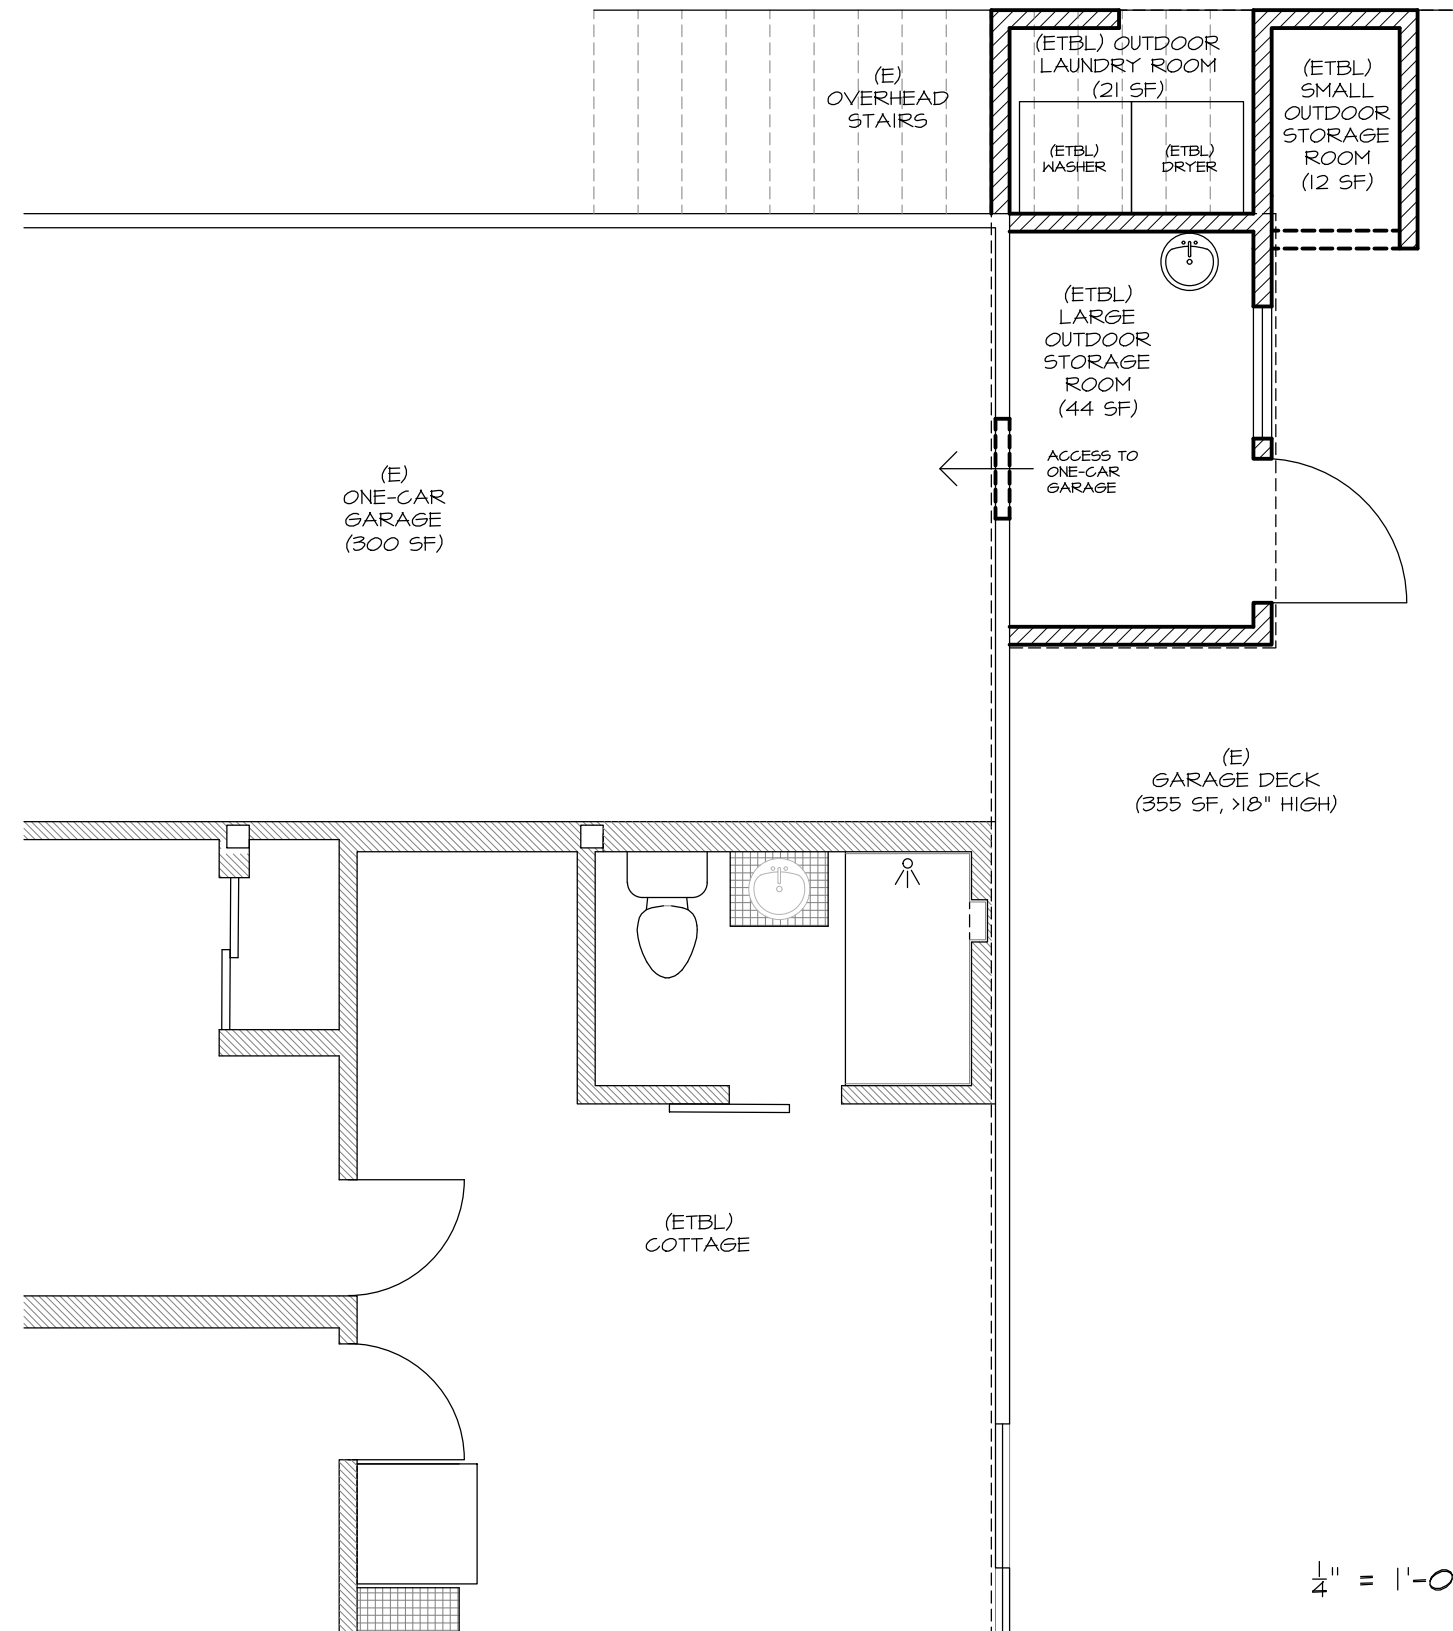 (E)
OVERHEAD
STAIRS
(ETBL) OUTDOOR
LAUNDRY ROOM
(21 SF)
(ETBL)
WASHER
(ETBL)
DRYER
(ETBL)
SMALL
OUTDOOR
STORAGE
ROOM
(12 SF)
(ETBL)
LARGE
OUTDOOR
STORAGE
ROOM
(44 SF)
ACCESS TO
ONE-CAR
GARAGE
(E)
ONE-CAR
GARAGE
(300 SF)
(E)
GARAGE DECK
(355 SF, >18" HIGH)
(ETBL)
COTTAGE
1/4" = 1'-0